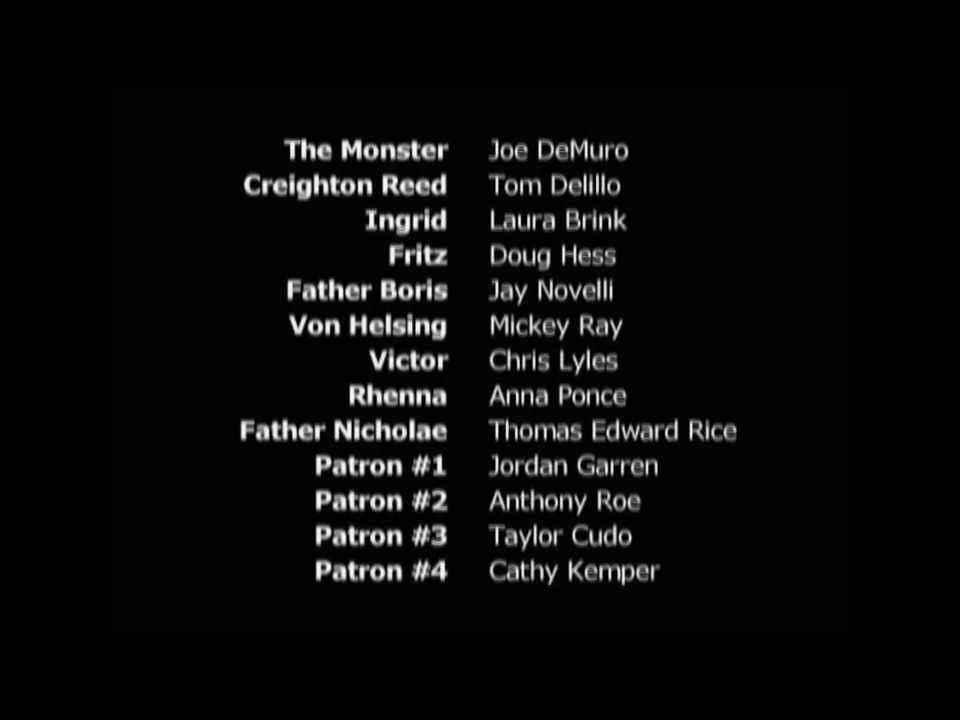 The Monster Joe DeMuro
Creighton Reed Tom Delillo
Ingrid Laura Brink
Fritz Doug Hess
Father Boris Jay Novelli
Von Helsing Mickey Ray
Victor Chris Lyles
Rhenna Anna Ponce
Father Nicholae Thomas Edward Rice
Patron #1 Jordan Garren
Patron #2 Anthony Roe
Patron #3 Taylor Cudo
Patron #4 Cathy Kemper